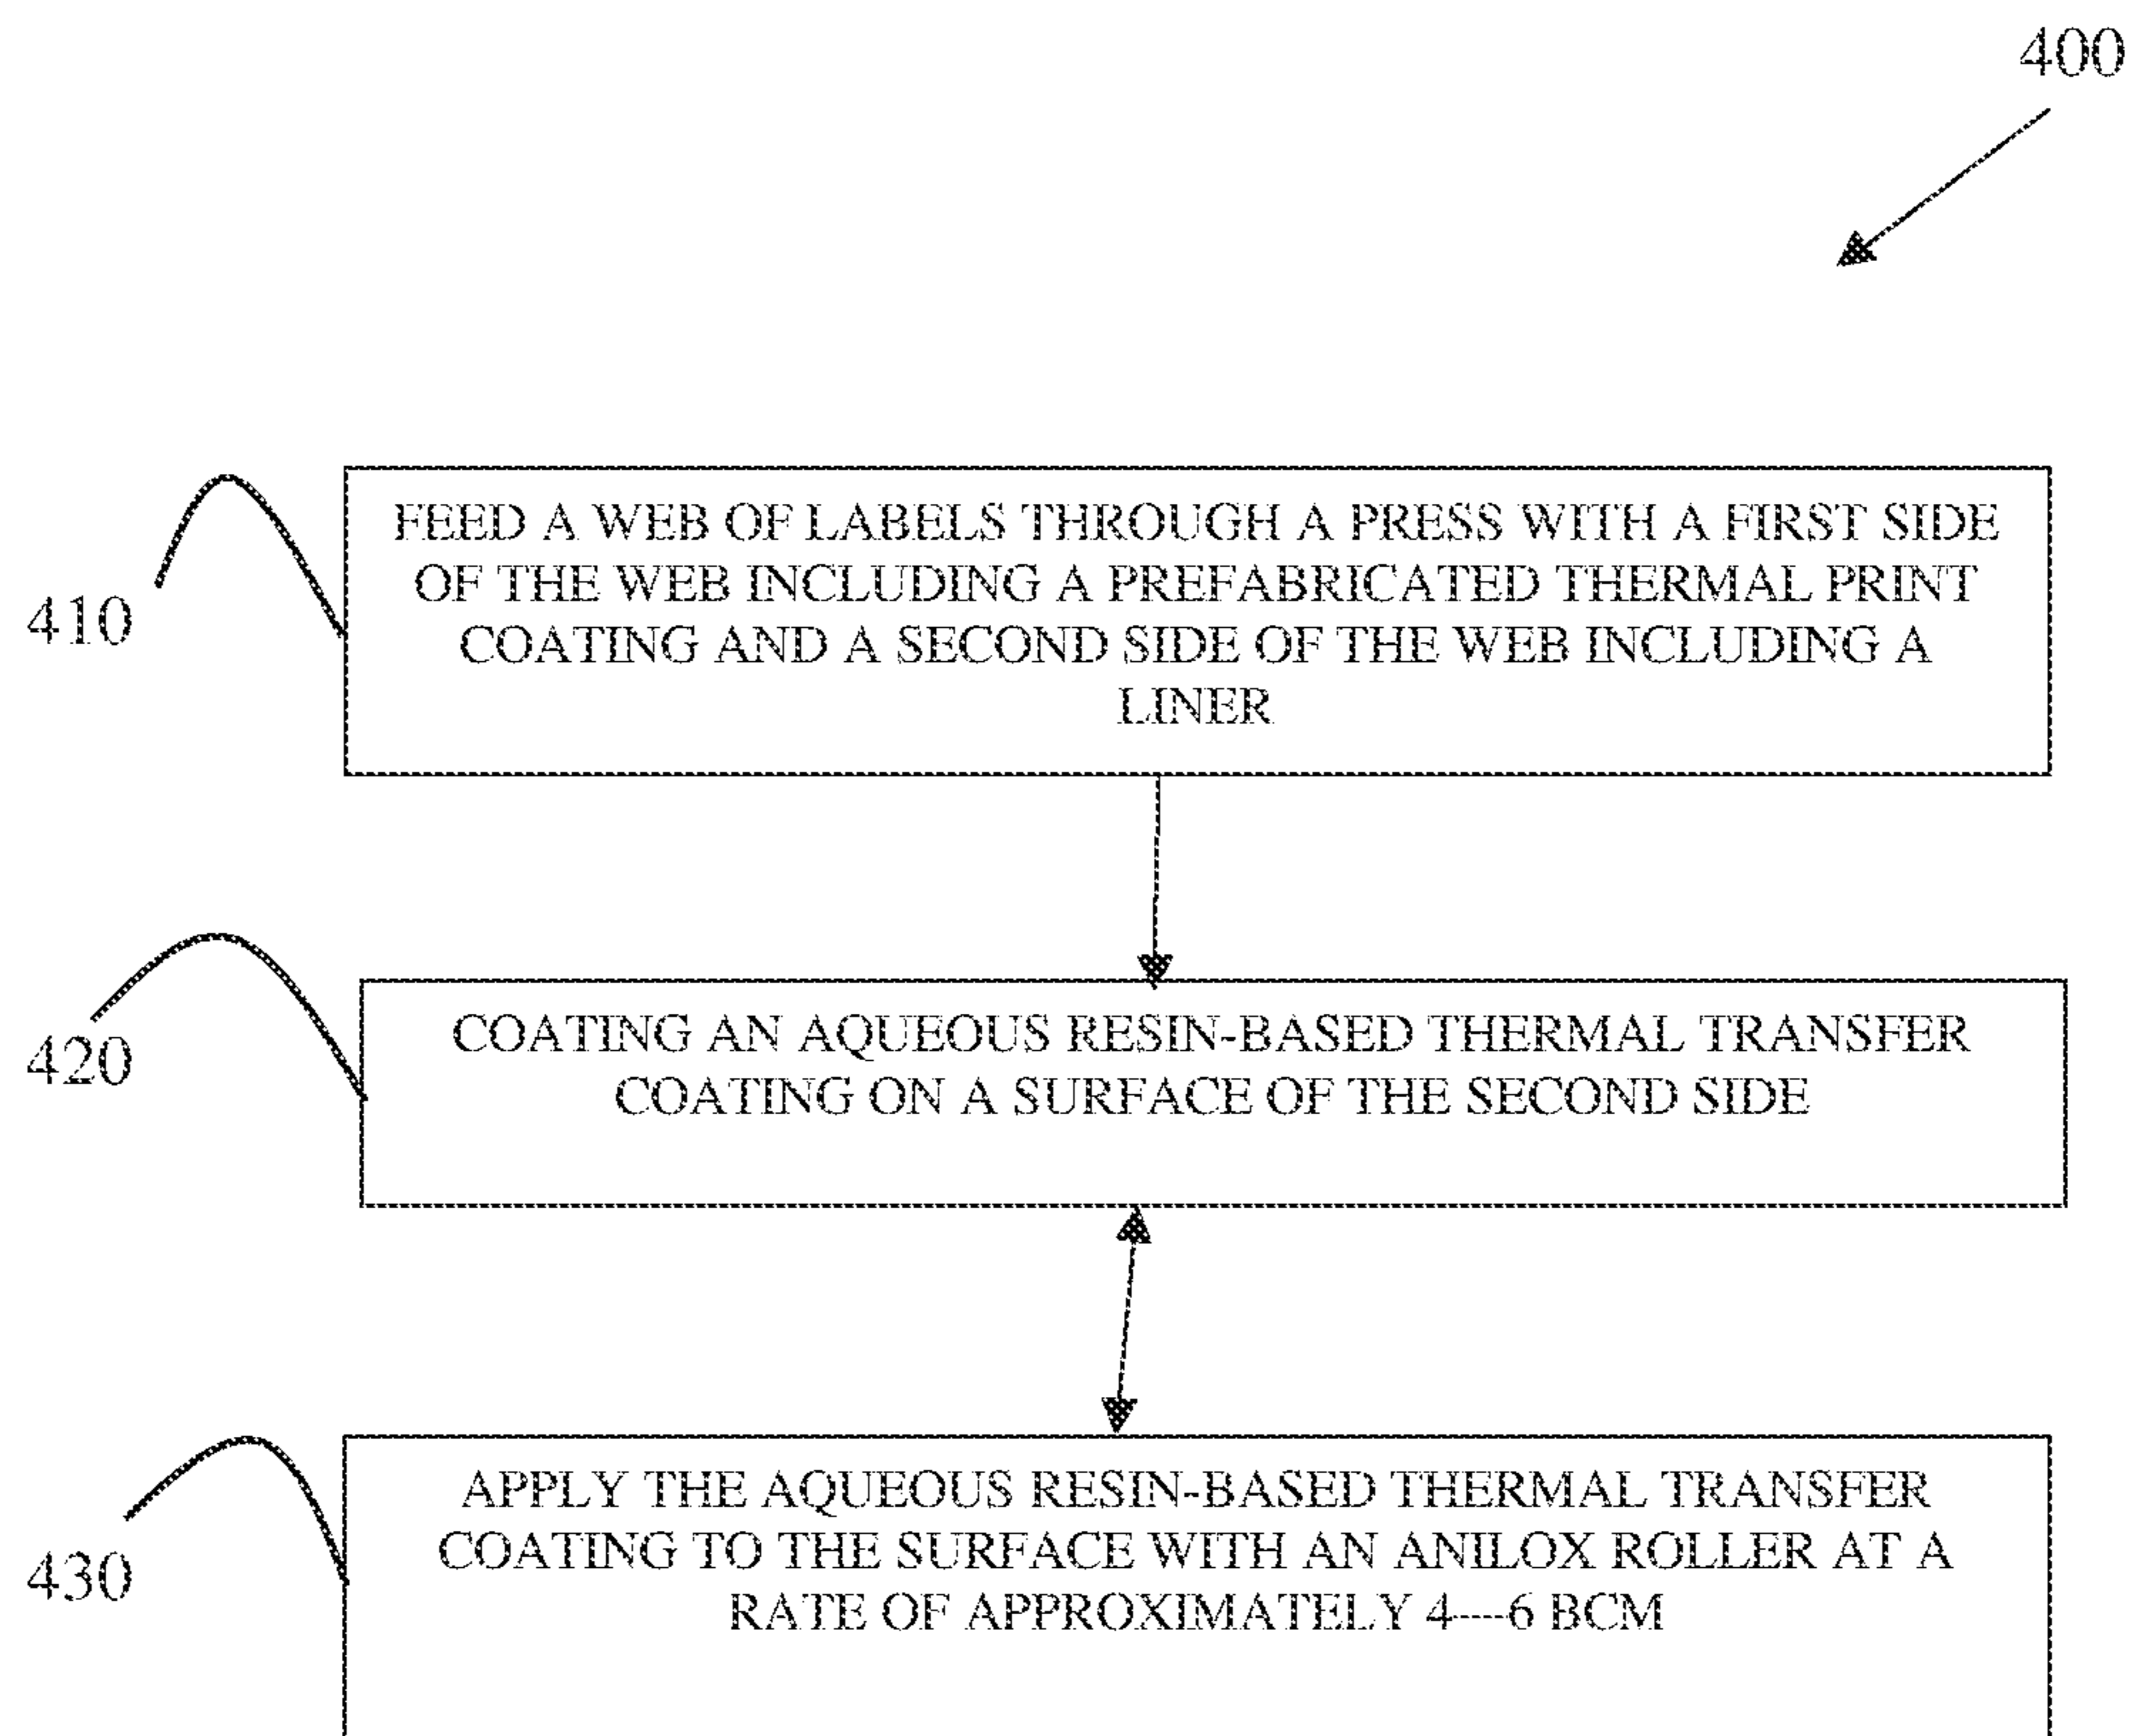 400
410
FEED A WEB OF LABELS THROUGH A PRESS WITH A FIRST SIDE
OF THE WEB INCLUDING A PREFABRICATED THERMAL PRINT
COATING AND A SECOND SIDE OF THE WEB INCLUDING A
LINER
420
COATING AN AQUEOUS RESIN-BASED THERMAL TRANSFER
COATING ON A SURFACE OF THE SECOND SIDE
430
APPLY THE AQUEOUS RESIN-BASED THERMAL TRANSFER
COATING TO THE SURFACE WITH AN ANILOX ROLLER AT A
RATE OF APPROXIMATELY 4----6 BCM